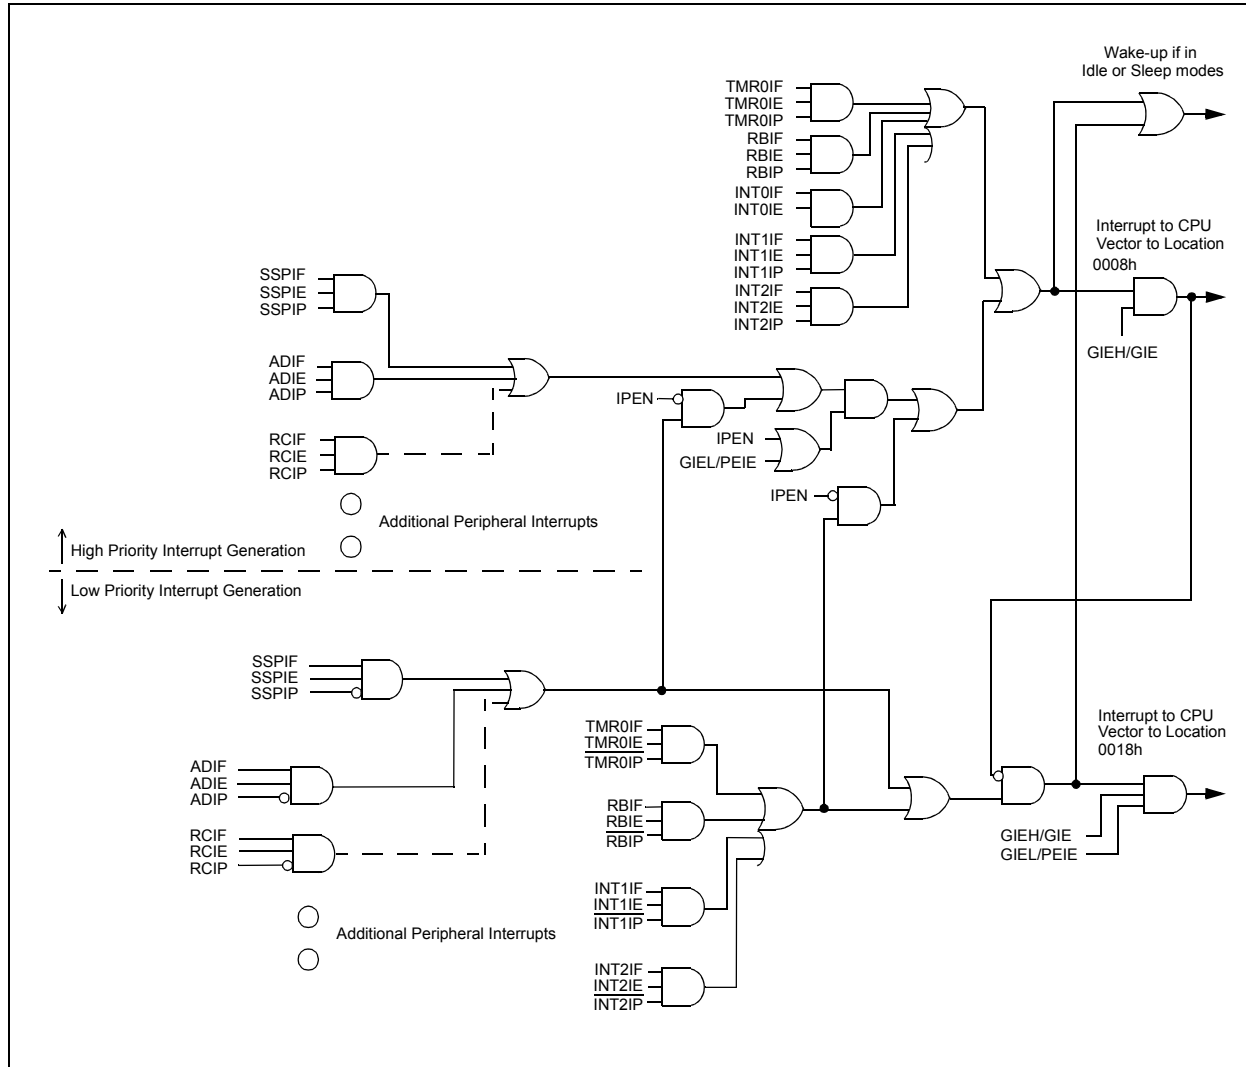 Wake-up if in
Idle or Sleep modes
TMR0IF
TMR0IE
TMR0IP
RBIF
RBIE
RBIP
INT0IF
INT0IE
INT1IF
INT1IE
INT1IP
INT2IF
INT2IE
INT2IP
Interrupt to CPU
Vector to Location
0008h
GIEH/GIE
SSPIF
SSPIE
SSPIP
ADIF
ADIE
ADIP
RCIF
RCIE
RCIP
IPEN
IPEN
GIEL/PEIE
IPEN
Additional Peripheral Interrupts
High Priority Interrupt Generation
Low Priority Interrupt Generation
SSPIF
SSPIE
SSPIP
ADIF
ADIE
ADIP
RCIF
RCIE
RCIP
Additional Peripheral Interrupts
TMR0IF
TMR0IE
TMR0IP
RBIF
RBIE
RBIP
INT1IF
INT1IE
INT1IP
INT2IF
INT2IE
INT2IP
Interrupt to CPU
Vector to Location
0018h
GIEH/GIE
GIEL/PEIE